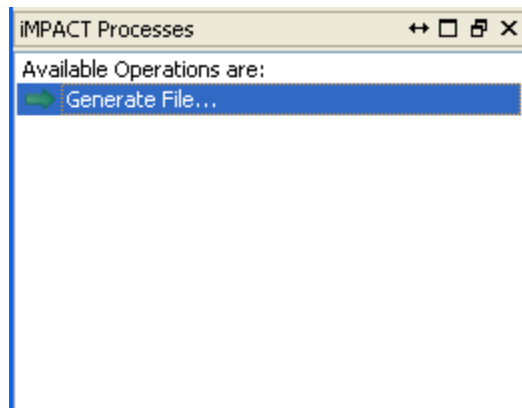 iMPACT Processes
Available Operations are:
Generate File...